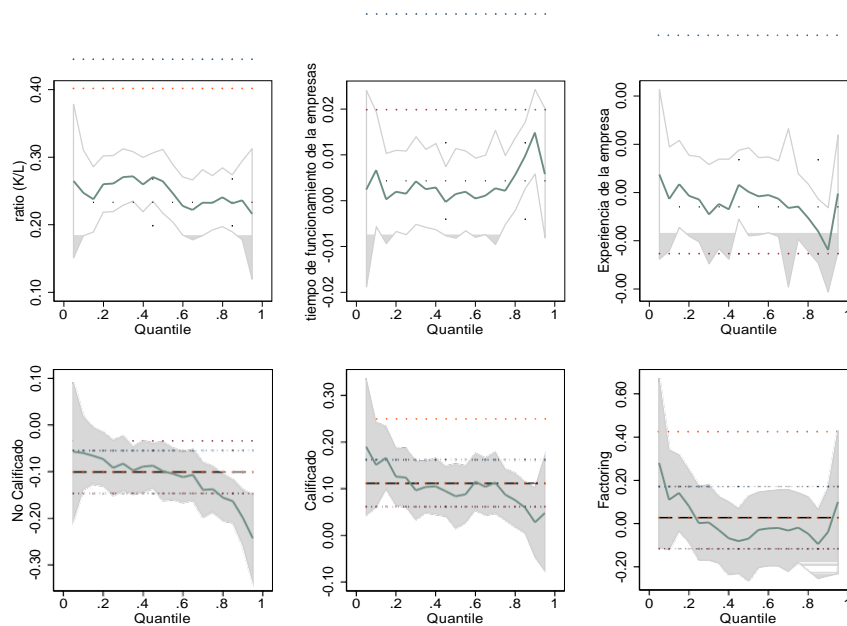 ratio (K/L)
0.40
0.30
0.20
0.10
0 .2 .4 .6 .8 1
Quantile
tiempo de funcionamiento de la empresas
0.02
0.01
0.00
-0.01
-0.02
0 .2 .4 .6 .8 1
Quantile
Experiencia de la empresa
0.00
0.00
0.00
-0.00
-0.00
0 .2 .4 .6 .8 1
Quantile
No Calificado
0.10
0.00
-0.10
-0.20
-0.30
0 .2 .4 .6 .8 1
Quantile
Calificado
0.30
0.20
0.10
0.00
-0.10
0 .2 .4 .6 .8 1
Quantile
Factoring
0.60
0.40
0.20
0.00
-0.20
0 .2 .4 .6 .8 1
Quantile